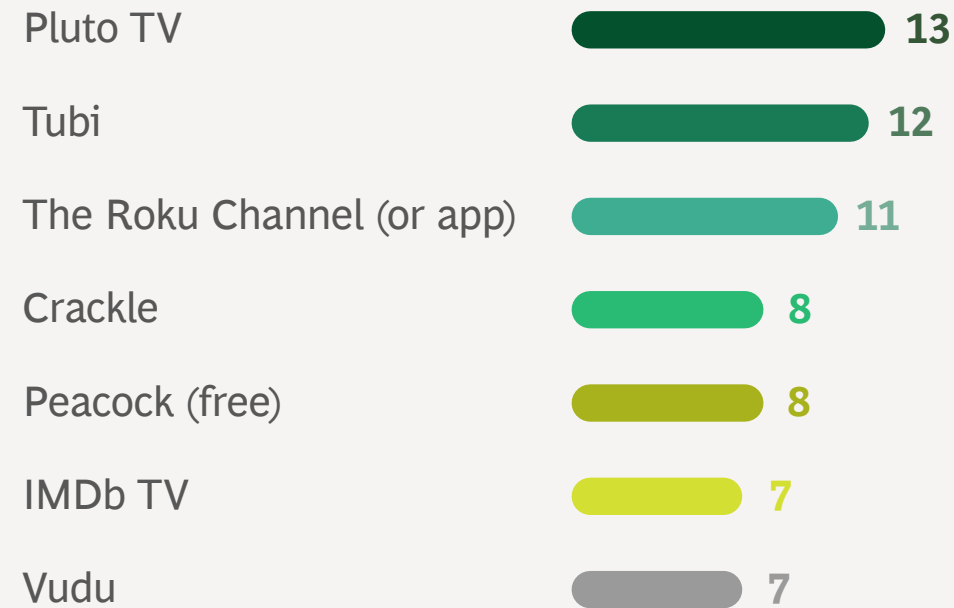 Pluto TV 13
Tubi 12
The Roku Channel (or app) 11
Crackle 8
Peacock (free) 8
IMDb TV 7
Vudu 7